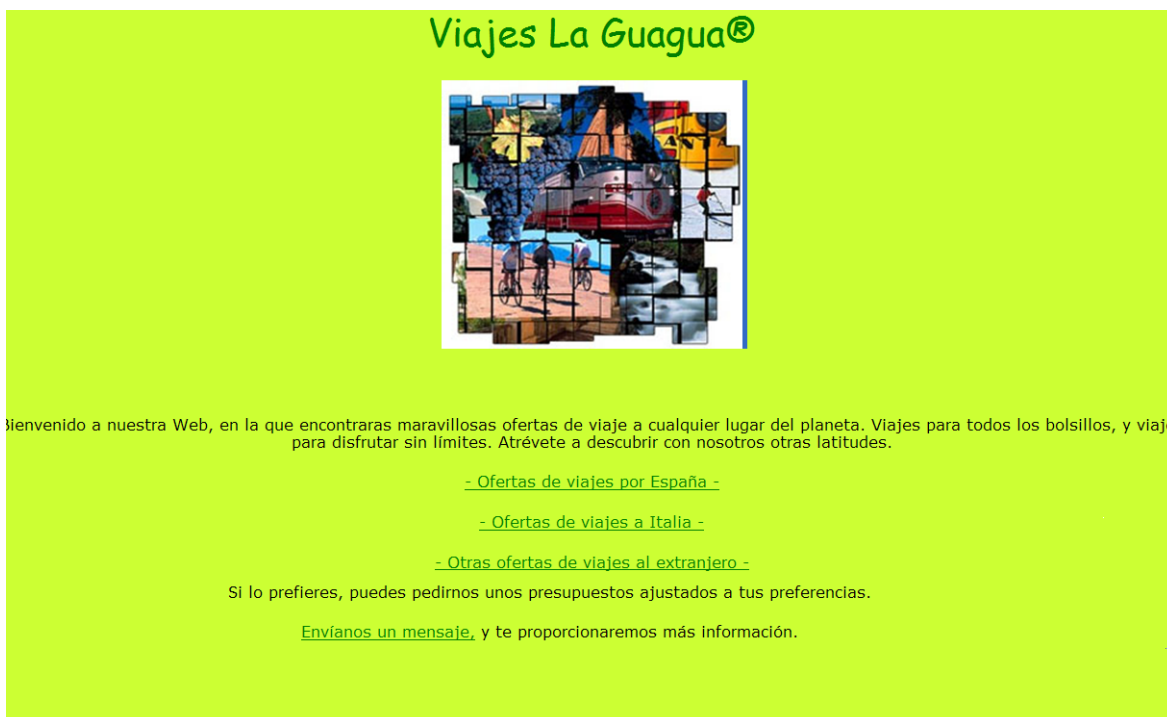 Viajes La Guagua®
ANTA
Bienvenido a nuestra Web, en la que encontraras maravillosas ofertas de viaje a cualquier lugar del planeta. Viajes para todos los bolsillos, y
para disfrutar sin límites. Atrévete a descubrir con nosotros otras latitudes.
- Ofertas de viajes por España -
- Ofertas de viajes a Italia -
- Otras ofertas de viajes al extranjero -
Si lo prefieres, puedes pedirnos unos presupuestos ajustados a tus preferencias.
Envíanos un mensaje, y te proporcionaremos más información.